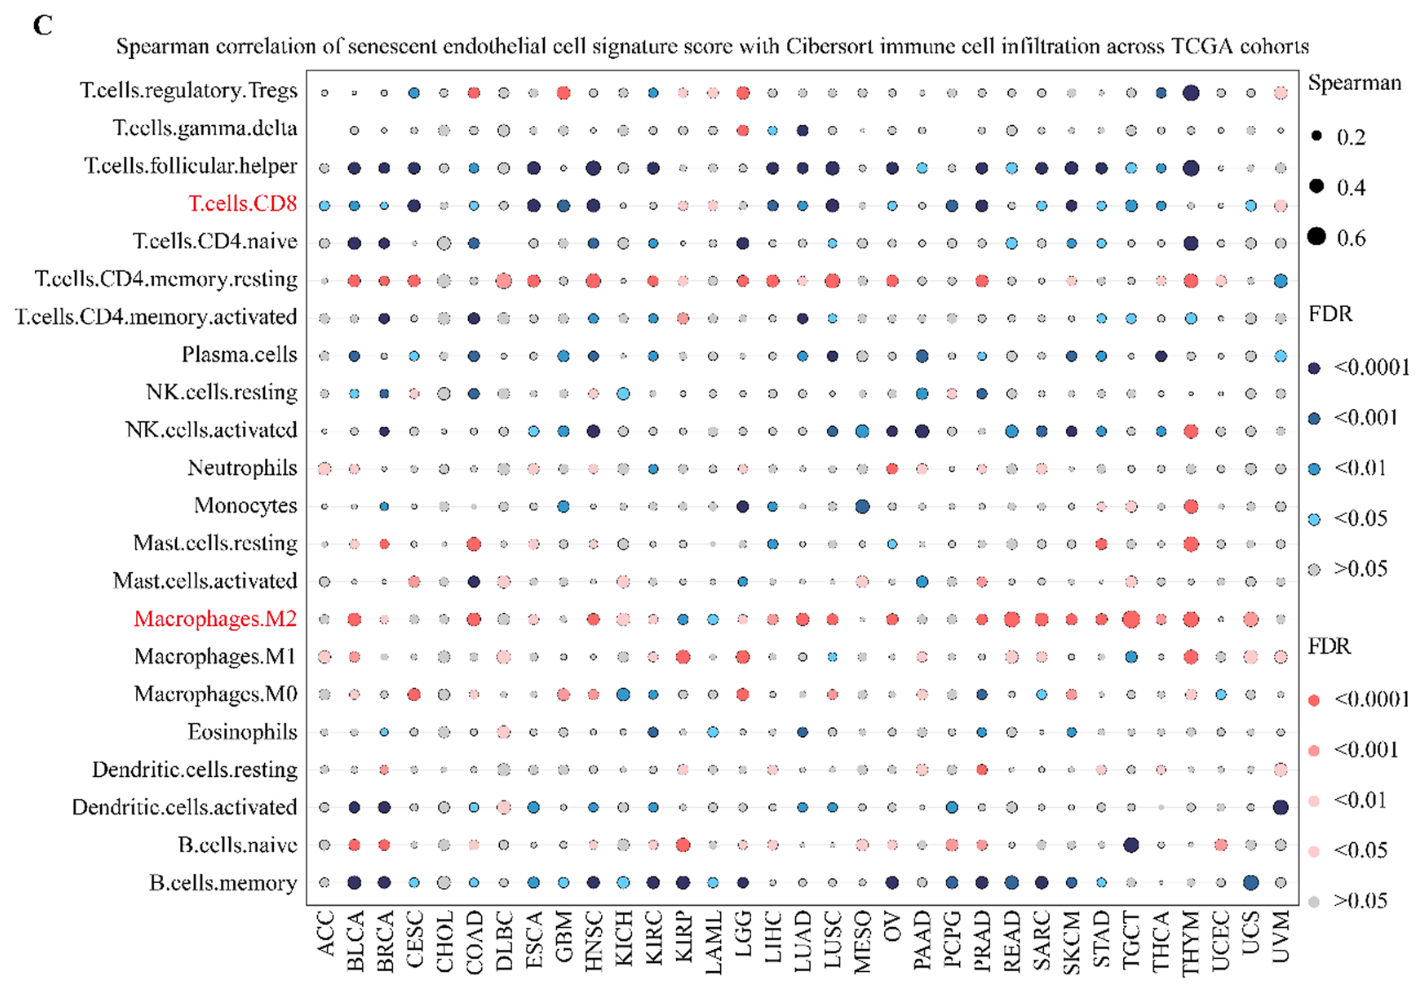 C
Spearman correlation of senescent endothelial cell signature score with Cibersort immune cell infiltration across TCGA cohorts
T.cells.regulatory.Tregs
T.cells.gamma.delta
T.cells.follicular.helper
T.cells.CD8
T.cells.CD4.naive
T.cells.CD4.memory.resting
T.cells.CD4.memory.activated
Plasma.cells
NK.cells.resting
NK.cells.activated
Neutrophils
Monocytes
Mast.cells.resting
Mast.cells.activated
Macrophages.M2
Macrophages.M1
Macrophages.M0
Eosinophils
Dendritic.cells.resting
Dendritic.cells.activated
B.cells.naive
B.cells.memory
ACC
BLCA
BRCA
CESC
CHOL
COAD
DLBC
ESCA
GBM
HNSC
KICH
KIRC
KIRP
LAML
LGG
LIHC
LUAD
LUSC
MESO
OV
PAAD
PCPG
PRAD
READ
SARC
SKCM
STAD
TGCT
THCA
THYM
UCEC
UCS
UVM
Spearman
0.2
0.4
0.6
FDR
<0.0001
<0.001
<0.01
<0.05
>0.05
FDR
<0.0001
<0.001
<0.01
<0.05
>0.05